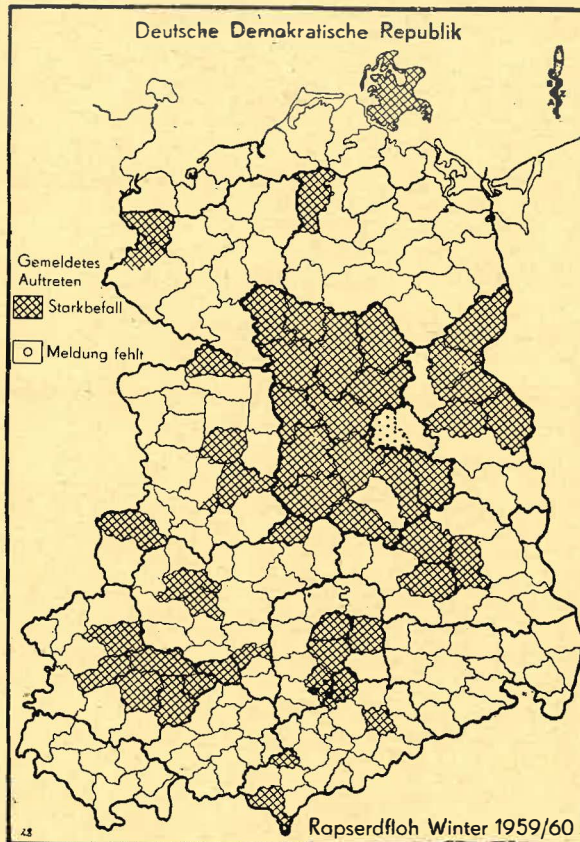 Deutsche Demokratische Republik
Gemeldetes
Auftreten
Starkbefall
Meldung fehlt
Rapserdfloh Winter 1959/60